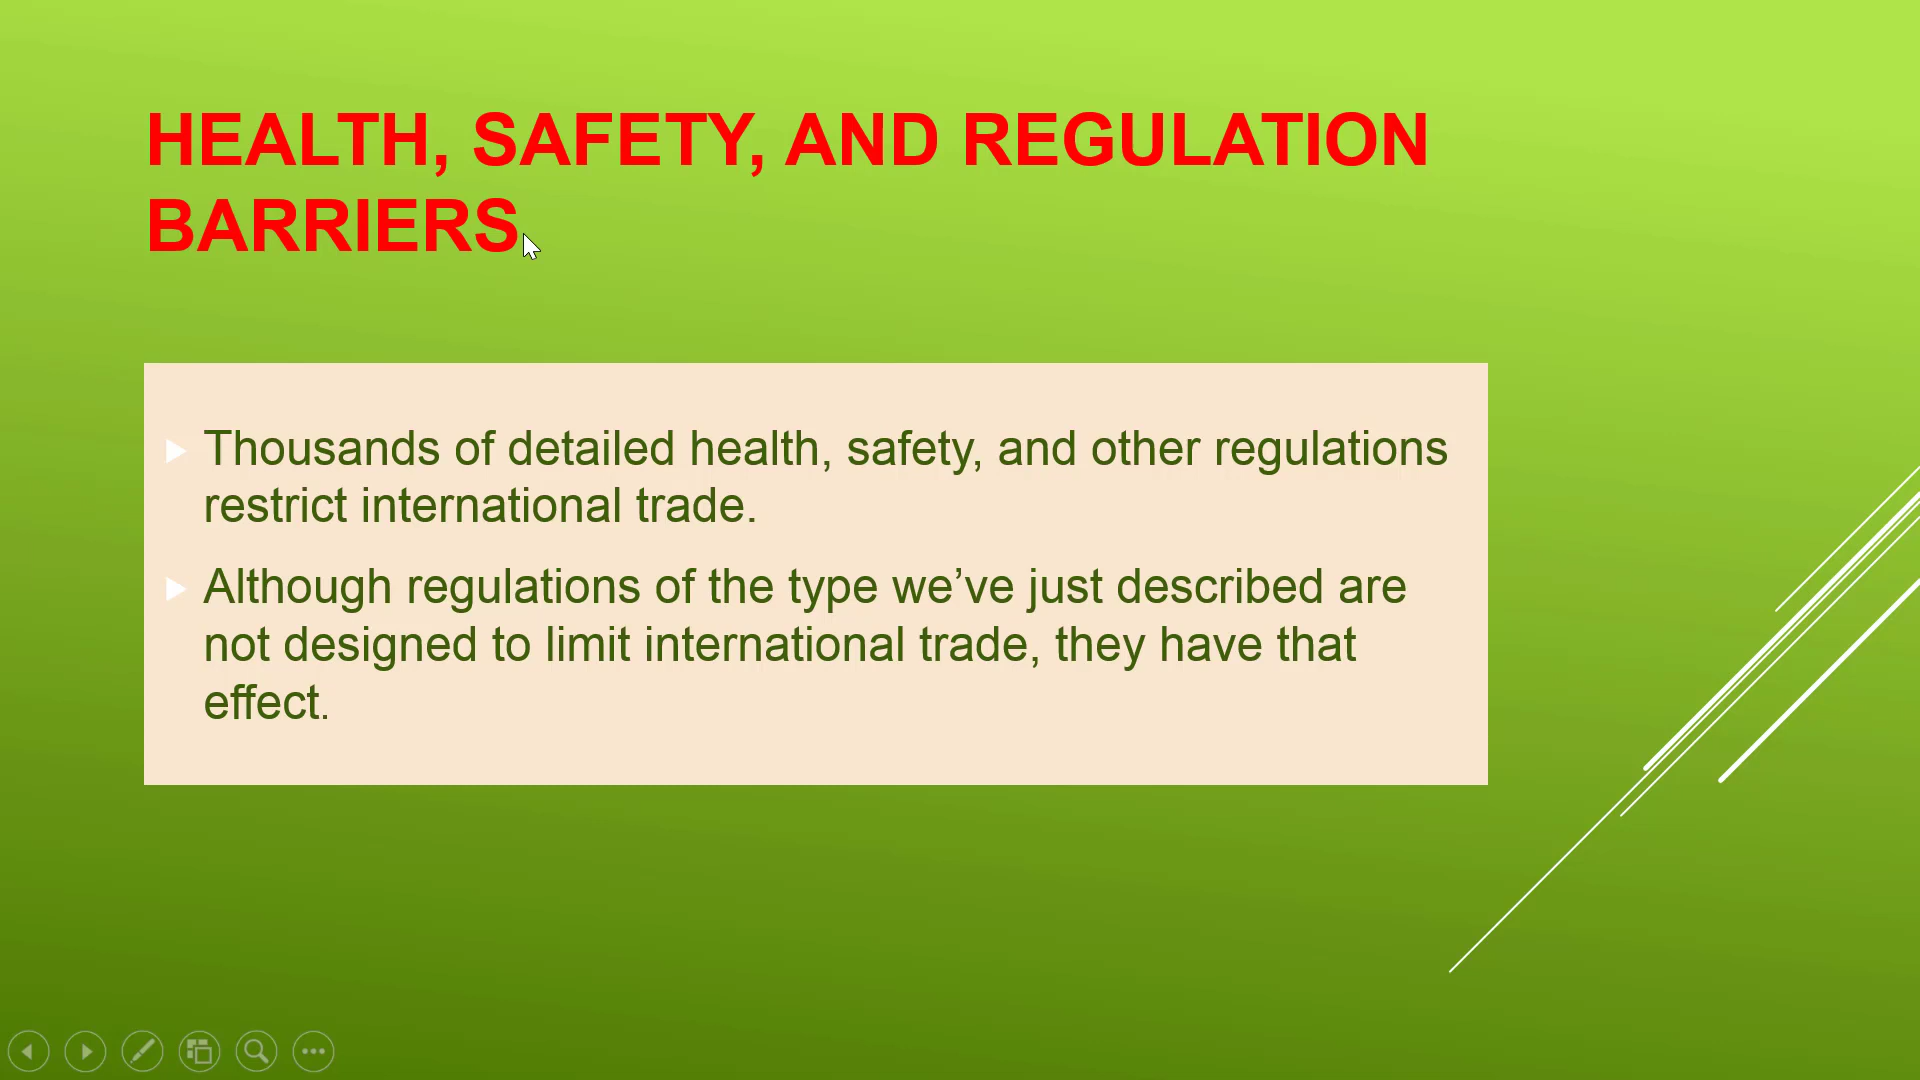 HEALTH, SAFETY, AND REGULATION
BARRIERS
Thousands of detailed health, safety, and other regulations
restrict international trade.
Although regulations of the type we’ve just described are
not designed to limit international trade, they have that
effect.